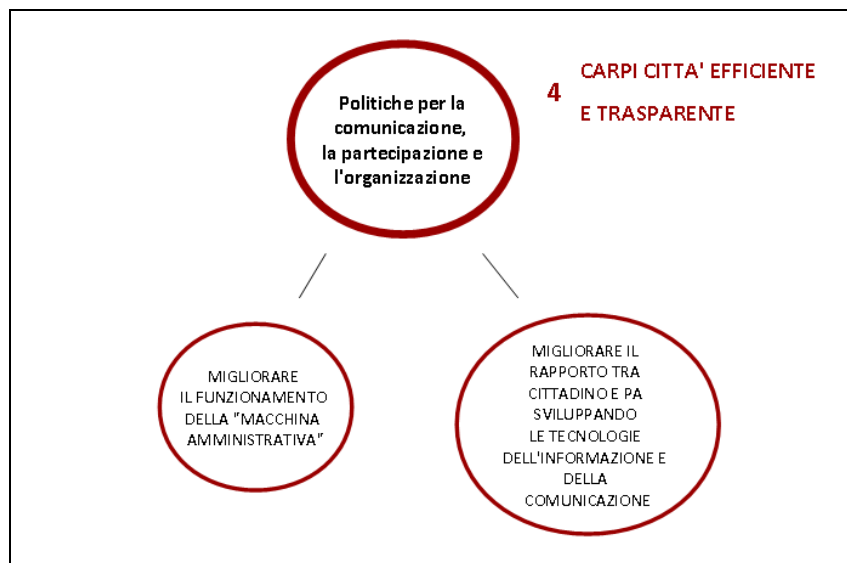 4 CARPI CITTA' EFFICIENTE
E TRASPARENTE
Politiche per la
comunicazione,
la partecipazione e
l'organizzazione
MIGLIORARE
IL FUNZIONAMENTO
DELLA "MACCHINA
AMMINISTRATIVA"
MIGLIORARE IL
RAPPORTO TRA
CITTADINO E PA
SVILUPPANDO
LE TECNOLOGIE
DELL'INFORMAZIONE E
DELLA
COMUNICAZIONE